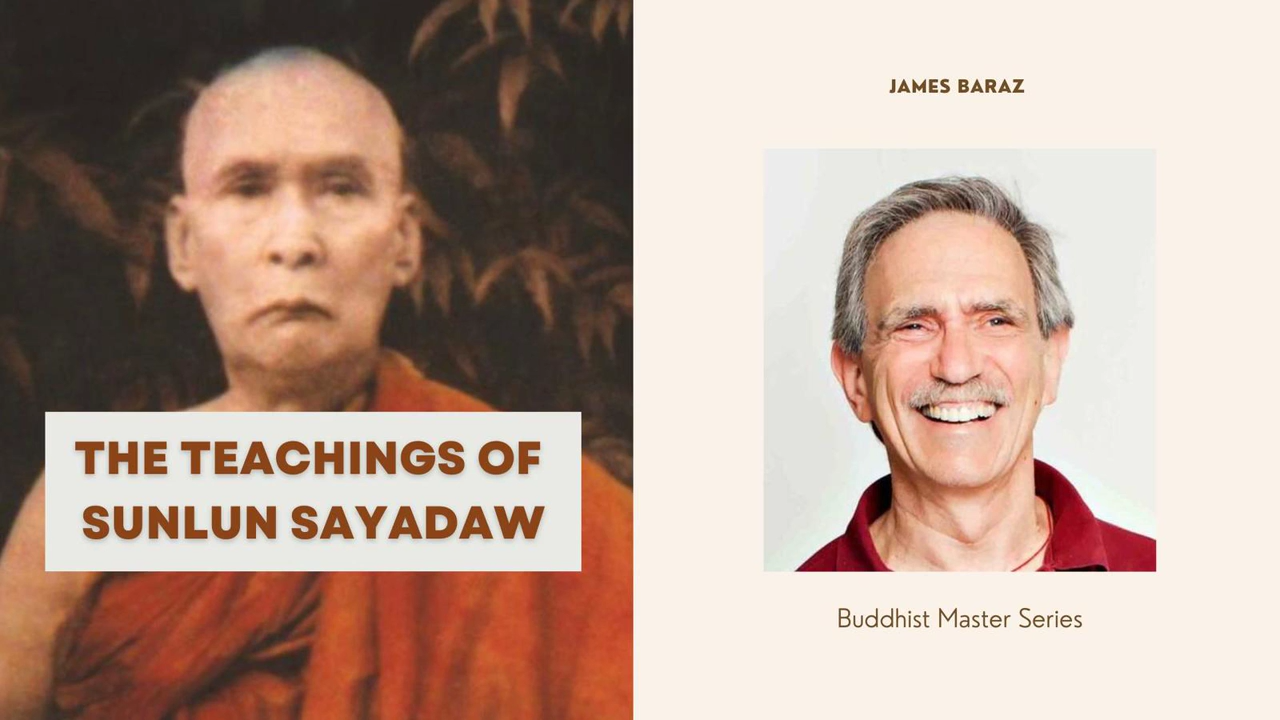 THE TEACHINGS OF
SUNLUN SAYADAW
JAMES BARAZ
Buddhist Master Series